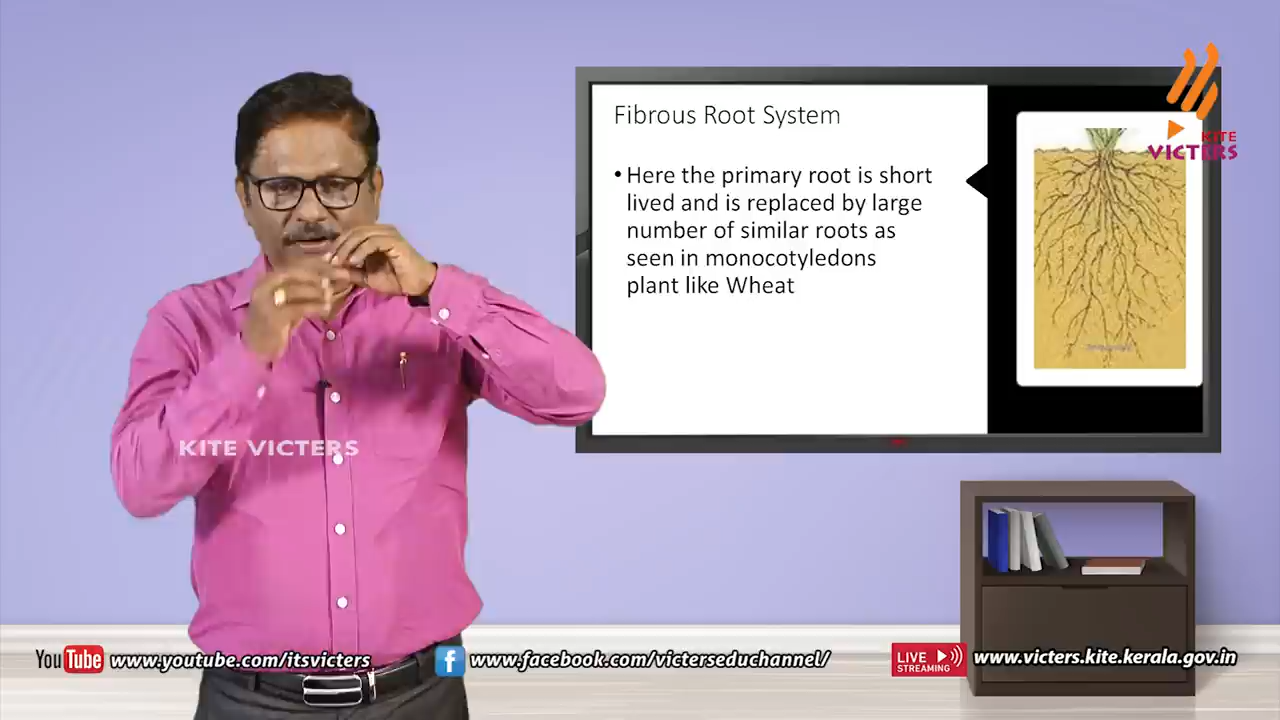 Fibrous Root System
• Here the primary root is short
lived and is replaced by large
number of similar roots as
seen in monocotyledons
plant like Wheat
KITE
VICTERS
KITE VICTERS
YouTube www.youtube.com/itsvicters
f www.facebook.com/victerseduchannel/
LIVE
STREAMING
www.victers.kite.kerala.gov.in